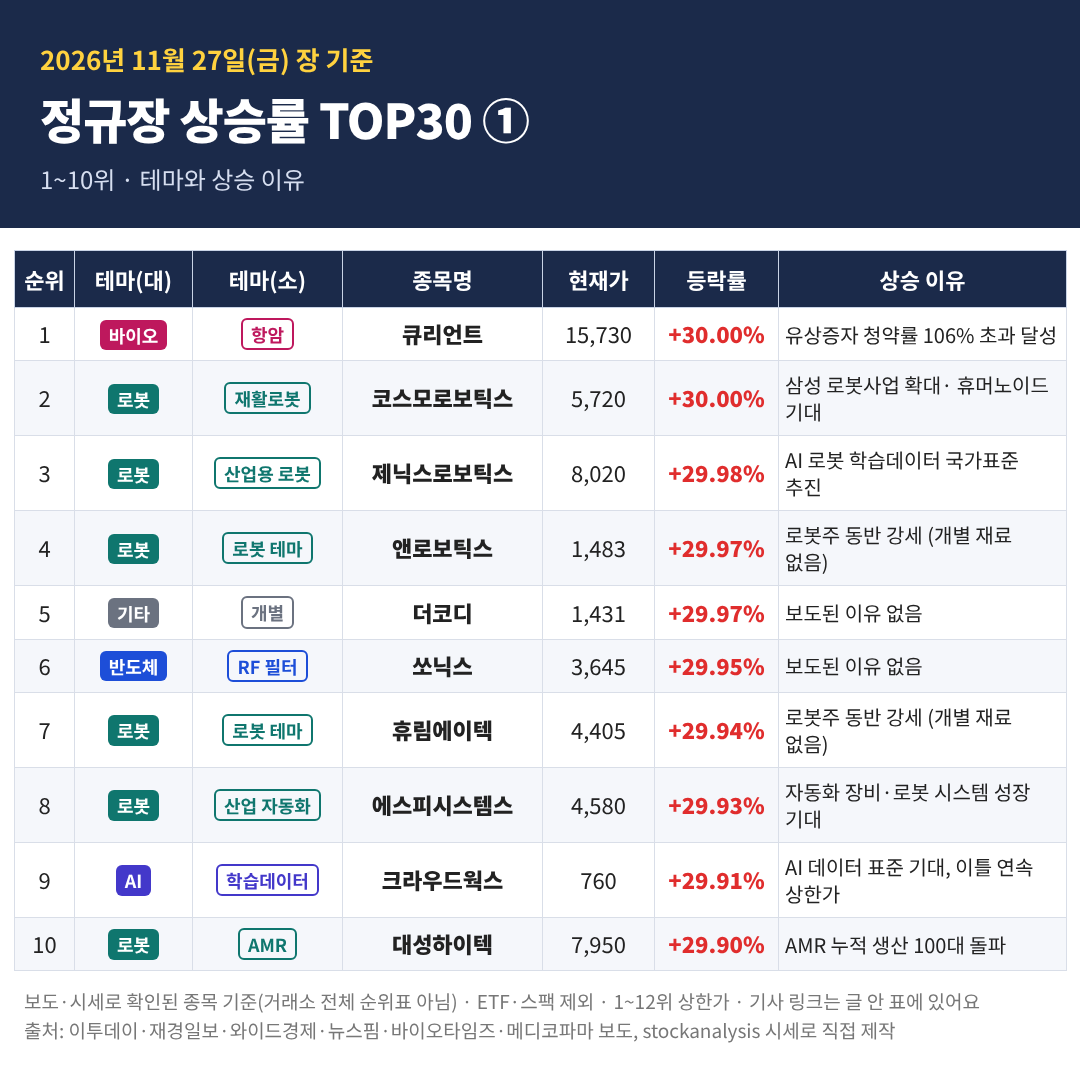 2026년 11월 27일(금) 장 기준
정규장 상승률 TOP30 ①
1~10위 · 테마와 상승 이유
순위 테마(대) 테마(소) 종목명 현재가 등락률 상승 이유
1 바이오 항암 큐리언트 15,730 +30.00% 유상증자 청약률 106% 초과 달성
2 로봇 재활로봇 코스모로보틱스 5,720 +30.00% 삼성 로봇사업 확대· 휴머노이드
기대
3 로봇 산업용 로봇 제닉스로보틱스 8,020 +29.98% AI 로봇 학습데이터 국가표준
추진
4 로봇 로봇 테마 앤로보틱스 1,483 +29.97% 로봇주 동반 강세 (개별 재료
없음)
5 기타 개별 더코디 1,431 +29.97% 보도된 이유 없음
6 반도체 RF 필터 쏘닉스 3,645 +29.95% 보도된 이유 없음
7 로봇 로봇 테마 휴림에이텍 4,405 +29.94% 로봇주 동반 강세 (개별 재료
없음)
8 로봇 산업 자동화 에스피시스템스 4,580 +29.93% 자동화 장비·로봇 시스템 성장
기대
9 AI 학습데이터 크라우드웍스 760 +29.91% AI 데이터 표준 기대, 이틀 연속
상한가
10 로봇 AMR 대성하이텍 7,950 +29.90% AMR 누적 생산 100대 돌파
보도·시세로 확인된 종목 기준(거래소 전체 순위표 아님) · ETF·스팩 제외 · 1~12위 상한가 · 기사 링크는 글 안 표에 있어요
출처: 이투데이·재경일보·와이드경제·뉴스핌·바이오타임즈·메디코파마 보도, stockanalysis 시세로 직접 제작